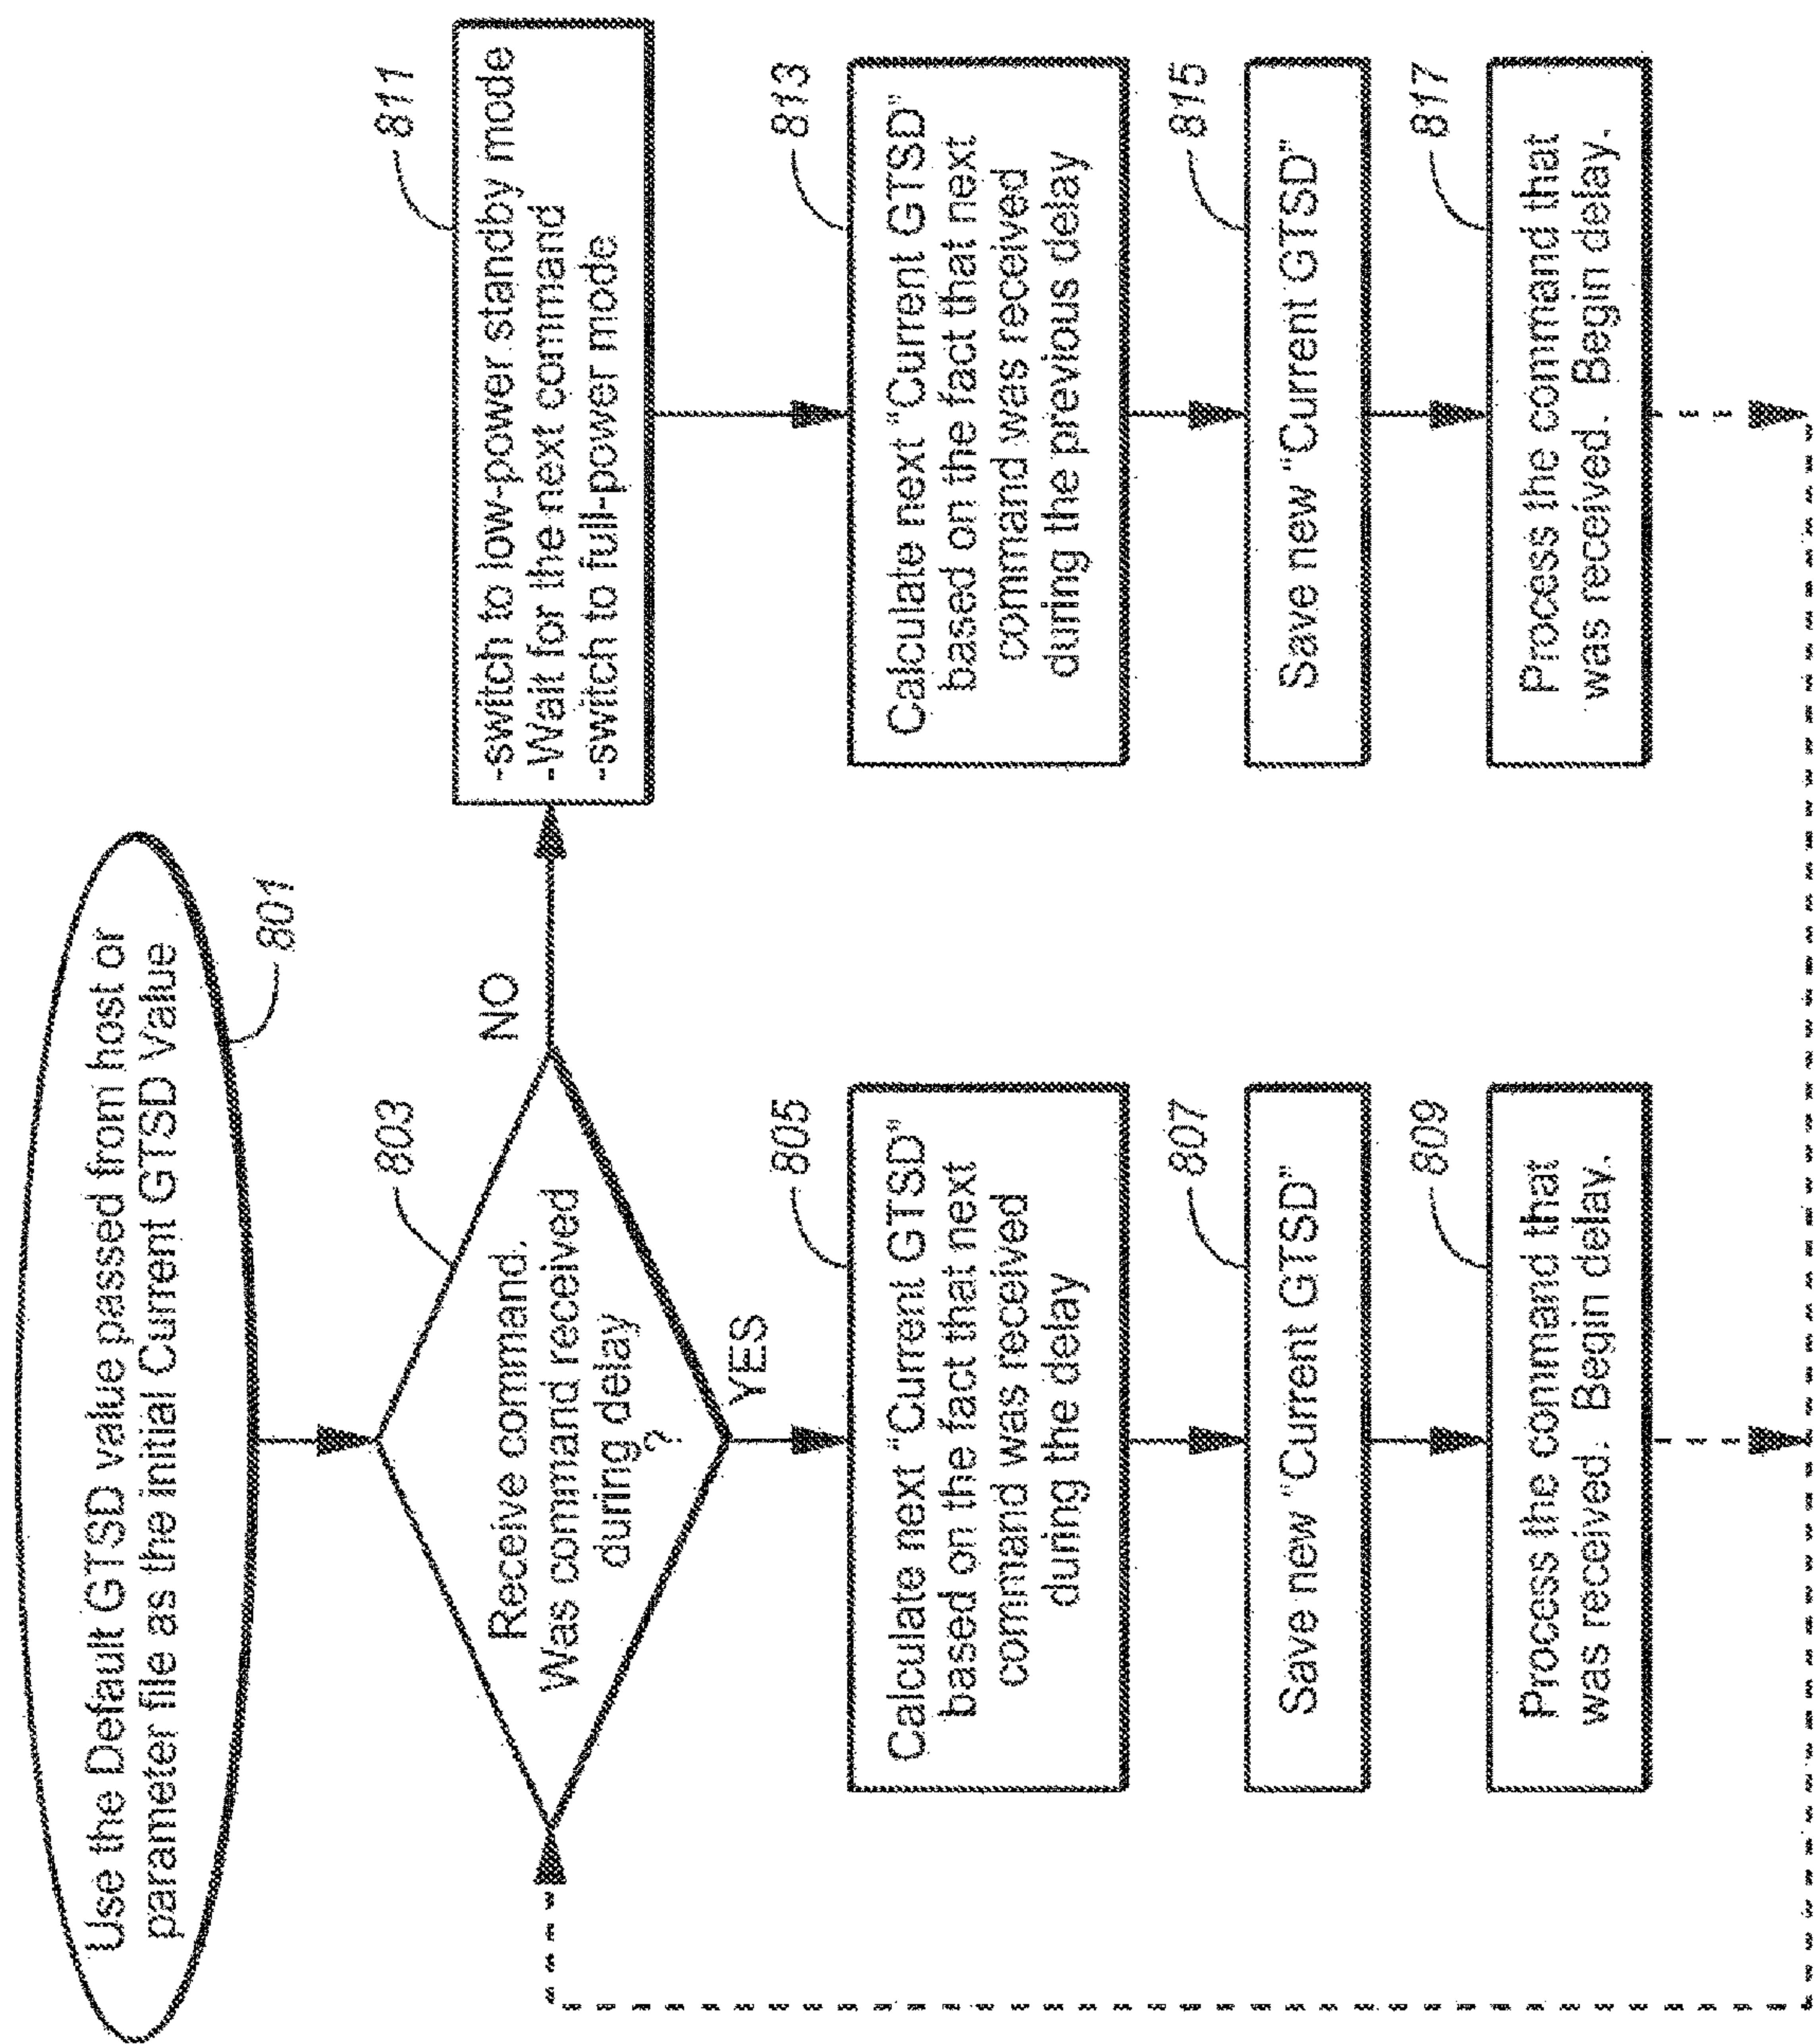 Use the Default GTSD value passed from host or
parameter file as the initial Current GTSD Value
801
Receive command.
Was command received
during delay
?
803
NO
YES
Calculate next "Current GTSD"
based on the fact that next
command was received
during the delay
805
Save new "Current GTSD"
807
Process the command that
was received. Begin delay.
809
-switch to low-power standby mode
-Wait for the next command
-switch to full-power mode
811
Calculate next "Current GTSD"
based on the fact that next
command was received
during the previous delay
813
Save new "Current GTSD"
815
Process the command that
was received. Begin delay.
817